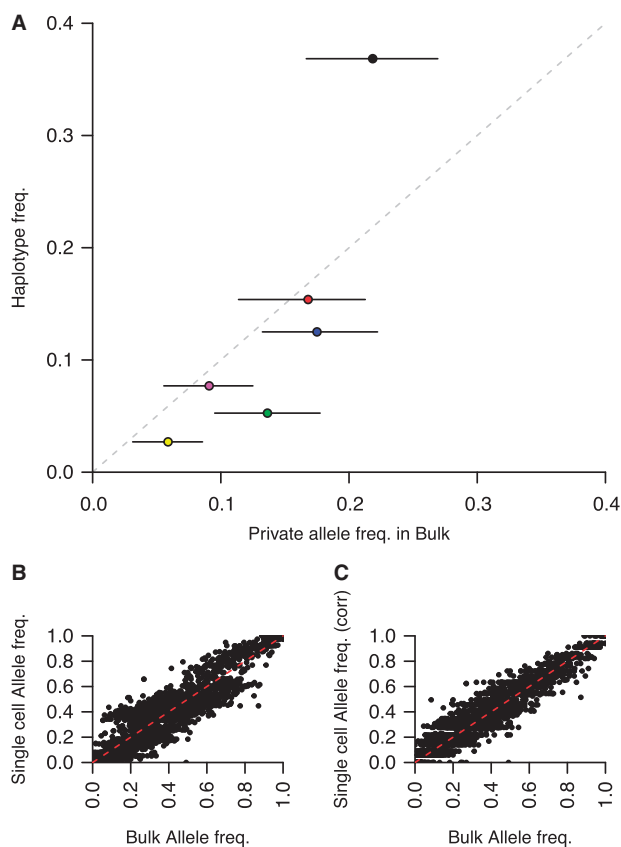 A
0.4
0.3
0.2
0.1
0.0
Haplotype freq.
0.0 0.1 0.2 0.3 0.4
Private allele freq. in Bulk
B
1.0
0.8
0.6
0.4
0.2
0.0
Single cell Allele freq.
0.0 0.2 0.4 0.6 0.8 1.0
Bulk Allele freq.
C
1.0
0.8
0.6
0.4
0.2
0.0
Single cell Allele freq. (corr)
0.0 0.2 0.4 0.6 0.8 1.0
Bulk Allele freq.